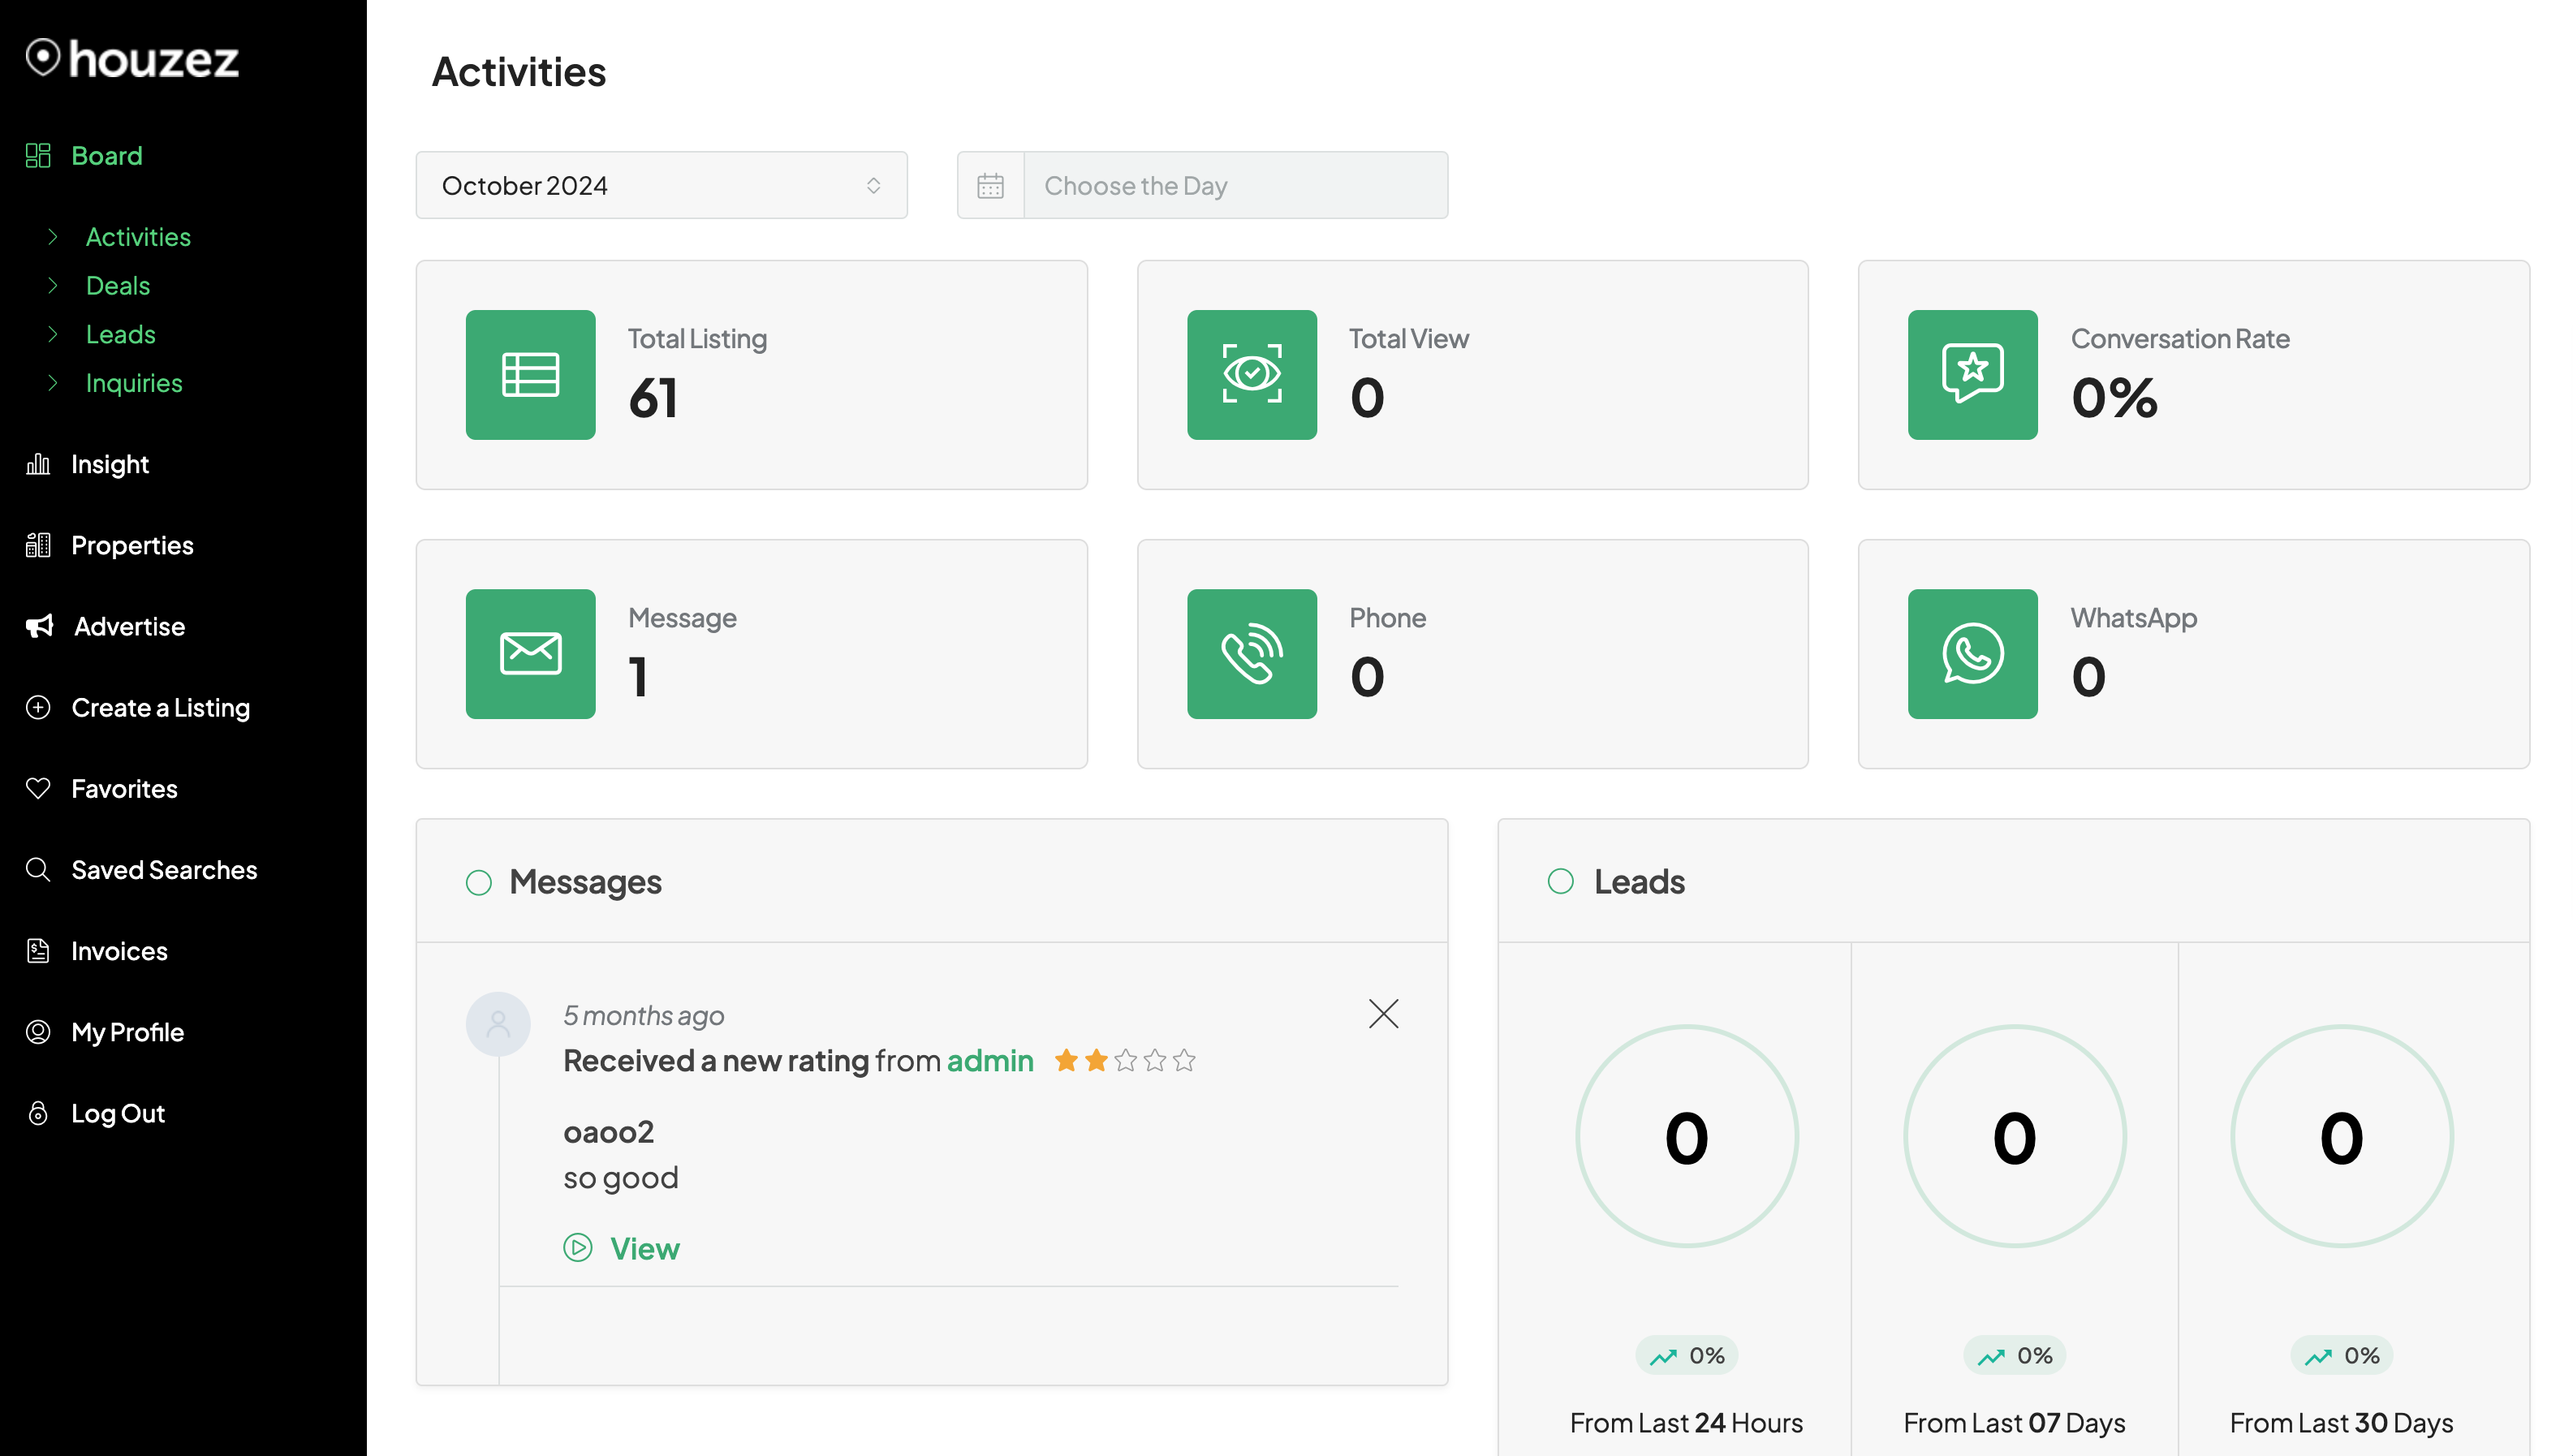 houzez
Board
Activities
Deals
Leads
Inquiries
Insight
Properties
Advertise
Create a Listing
Favorites
Saved Searches
Invoices
My Profile
Log Out
Activities
October 2024
Choose the Day
Total Listing
61
Total View
0
Conversation Rate
0%
Message
1
Phone
0
WhatsApp
0
Messages
5 months ago
Received a new rating from admin
oaoo2
so good
View
Leads
0
0%
From Last 24 Hours
0
0%
From Last 07 Days
0
0%
From Last 30 Days